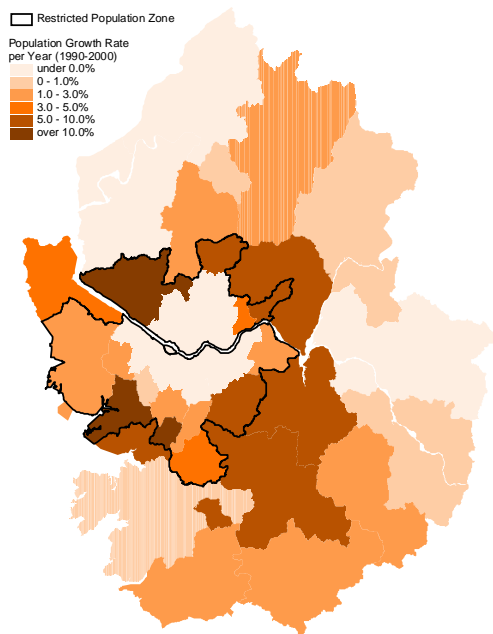 Restricted Population Zone
Population Growth Rate
per Year (1990-2000)
under 0.0%
0 - 1.0%
1.0 - 3.0%
3.0 - 5.0%
5.0 - 10.0%
over 10.0%